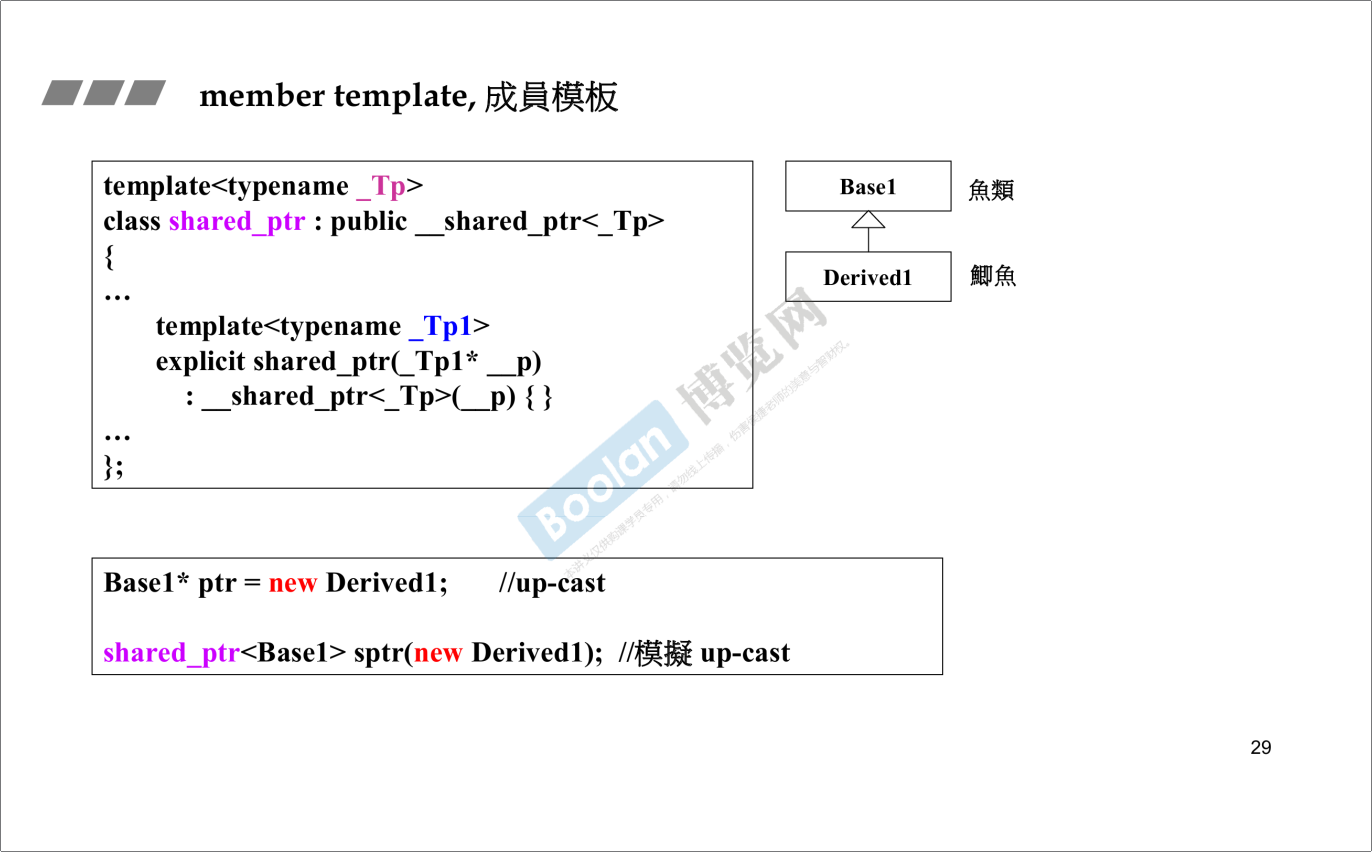 member template, 成員模板
template<typename _Tp>
class shared_ptr : public __shared_ptr<_Tp>
{
…
template<typename _Tp1>
explicit shared_ptr(_Tp1* __p)
: __shared_ptr<_Tp>(__p) { }
…
};
Base1
魚類
Derived1
鯽魚
Boolan 博览网
Base1* ptr = new Derived1; //up-cast
shared_ptr<Base1> sptr(new Derived1); //模擬 up-cast
29